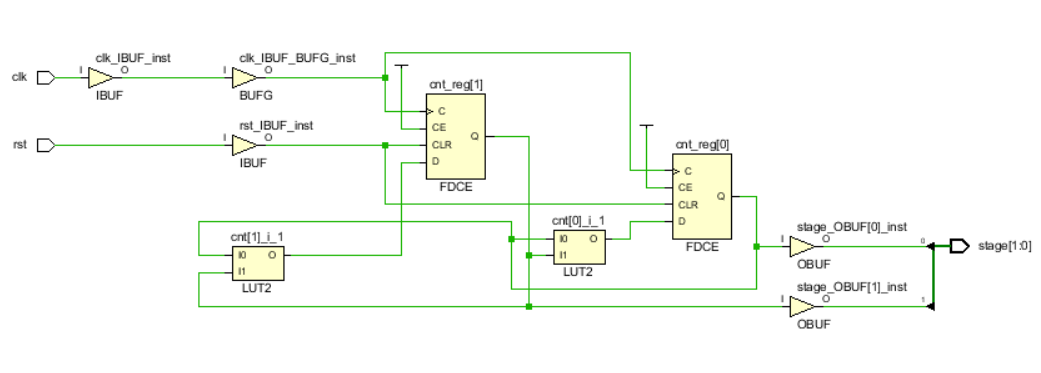 clk
I
clk_IBUF_inst
O
IBUF
I
clk_IBUF_BUFG_inst
O
BUFG
rst
I
rst_IBUF_inst
O
IBUF
cnt_reg[1]
C
CE
CLR
D
Q
FDCE
cnt_reg[0]
C
CE
CLR
D
Q
FDCE
cnt[1]_i_1
I0
I1
O
LUT2
cnt[0]_i_1
I0
I1
O
LUT2
stage_OBUF[0]_inst
I
O
OBUF
0
stage[1:0]
stage_OBUF[1]_inst
I
O
OBUF
1